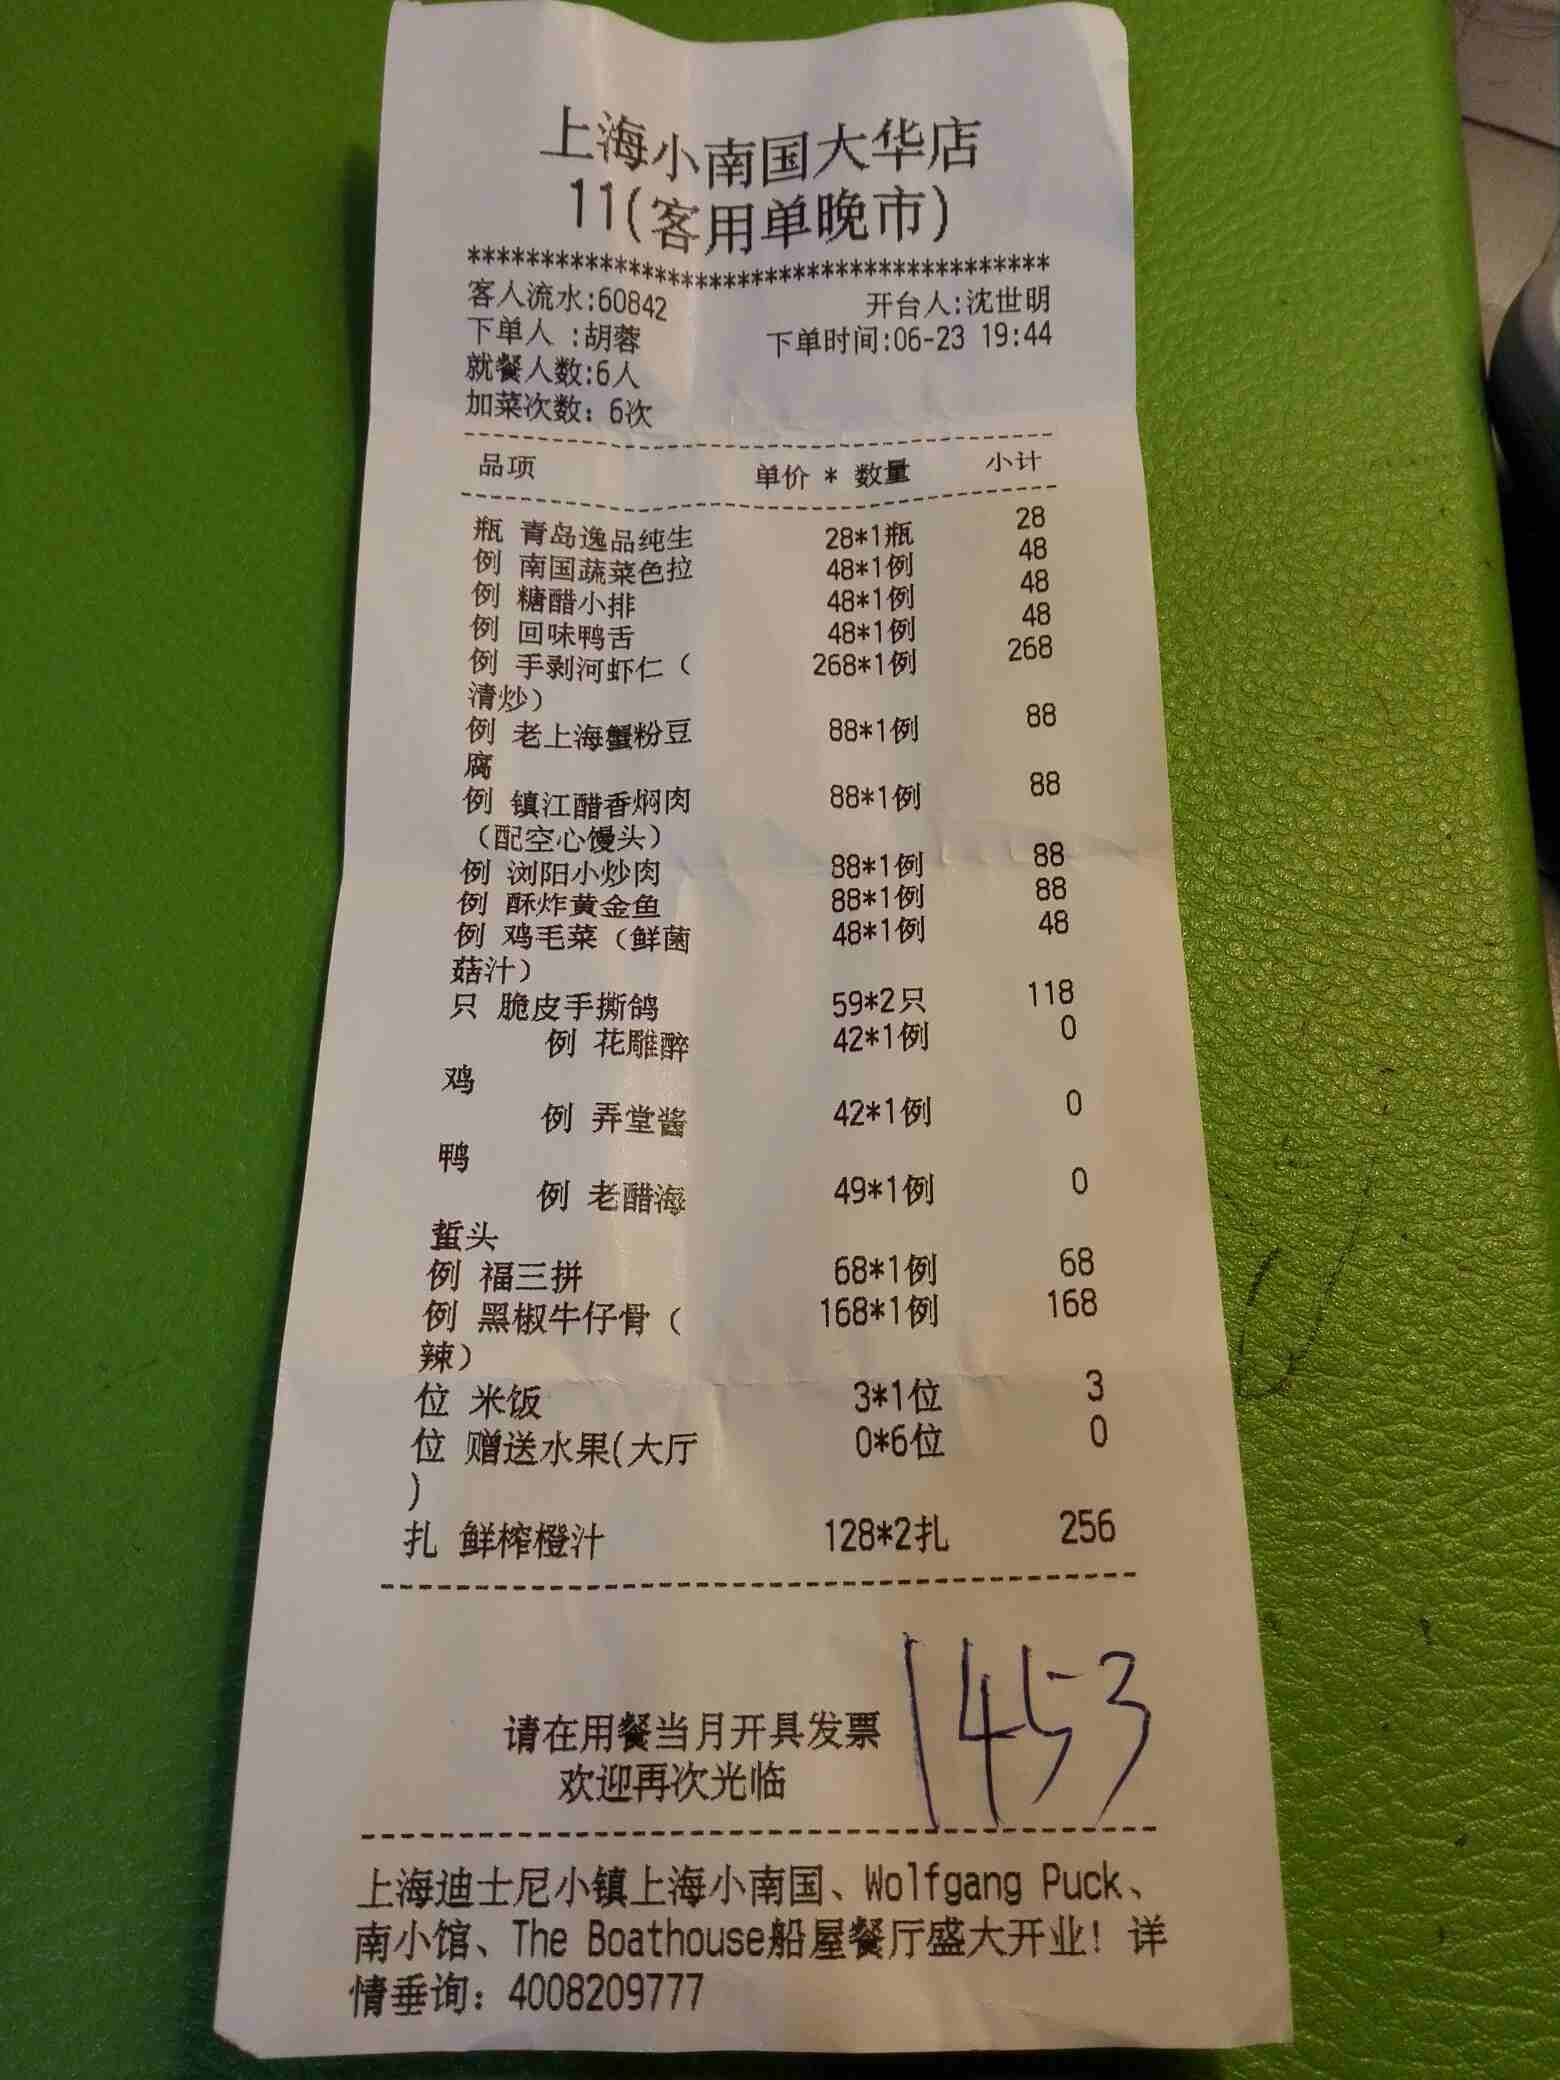 上海小南国大华店
11(客用单晚市)
****************************************
客人流水:60842 开台人:沈世明
下单人 :胡蓉 下单时间:06-23 19:44
就餐人数:6人
加菜次数: 6次
品项 单价 * 数量 小计
瓶 青岛逸品纯生 28*1瓶 28
例 南国蔬菜色拉 48*1例 48
例 糖醋小排 48*1例 48
例 回味鸭舌 48*1例 48
例 手剥河虾仁（ 268*1例 268
清炒）
例 老上海蟹粉豆 88*1例 88
腐
例 镇江醋香焖肉 88*1例 88
（配空心馒头）
例 浏阳小炒肉 88*1例 88
例 酥炸黄金鱼 88*1例 88
例 鸡毛菜（鲜菌 48*1例 48
菇汁）
只 脆皮手撕鸽 59*2只 118
例 花雕醉 42*1例 0
鸡
例 弄堂酱 42*1例 0
鸭
例 老醋海 49*1例 0
蜇头
例 福三拼 68*1例 68
例 黑椒牛仔骨（ 168*1例 168
辣）
位 米饭 3*1位 3
位 赠送水果(大厅 0*6位 0
)
扎 鲜榨橙汁 128*2扎 256
1453
请在用餐当月开具发票
欢迎再次光临
上海迪士尼小镇上海小南国、Wolfgang Puck、
南小馆、The Boathouse船屋餐厅盛大开业! 详
情垂询: 4008209777